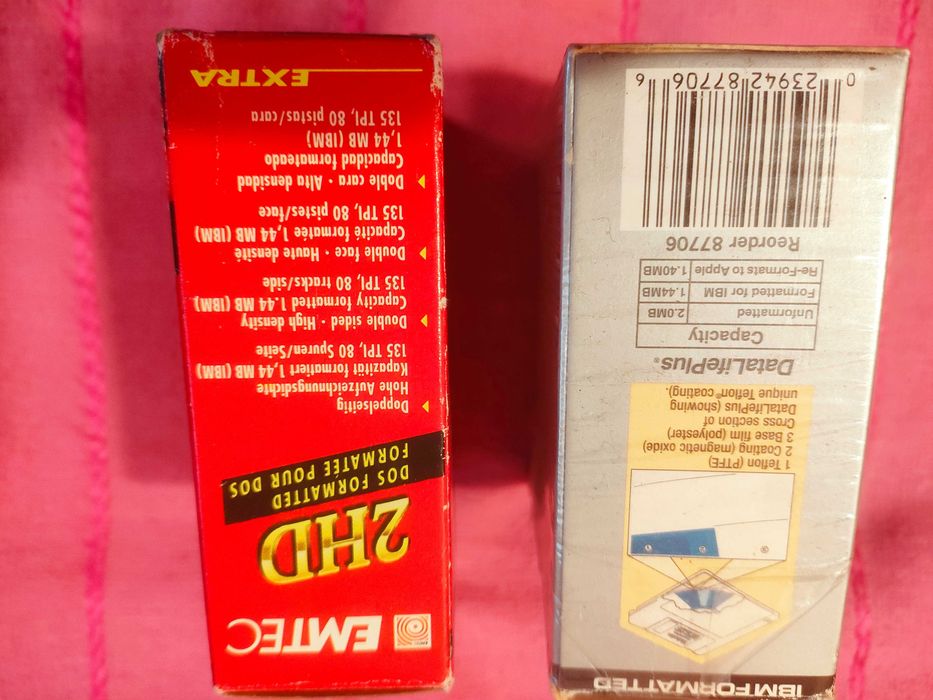 EMTEC
2HD
DOS FORMATTED
FORMATÉE POUR DOS
Doppelseitig
Hohe Aufzeichnungsdichte
Kapazität formatiert 1,44 MB (IBM)
135 TPI, 80 Spuren/Seite
Double sided · High density
Capacity formatted 1.44 MB (IBM)
135 TPI, 80 tracks/side
Double face · Haute densité
Capacité formatée 1,44 MB (IBM)
135 TPI, 80 pistes/face
Doble cara · Alta densidad
Capacidad formateado
1,44 MB (IBM)
135 TPI, 80 pistas/cara
EXTRA
IBM FORMATTED
1 Teflon (PTFE)
2 Coating (magnetic oxide)
3 Base film (polyester)
Cross section of
DataLifePlus (showing
unique Teflon® coating).
DataLifePlus®
Capacity
Unformatted 2.0MB
Formatted for IBM 1.44MB
Re-Formats to Apple 1.40MB
Reorder 87706
0 23942 87706 6